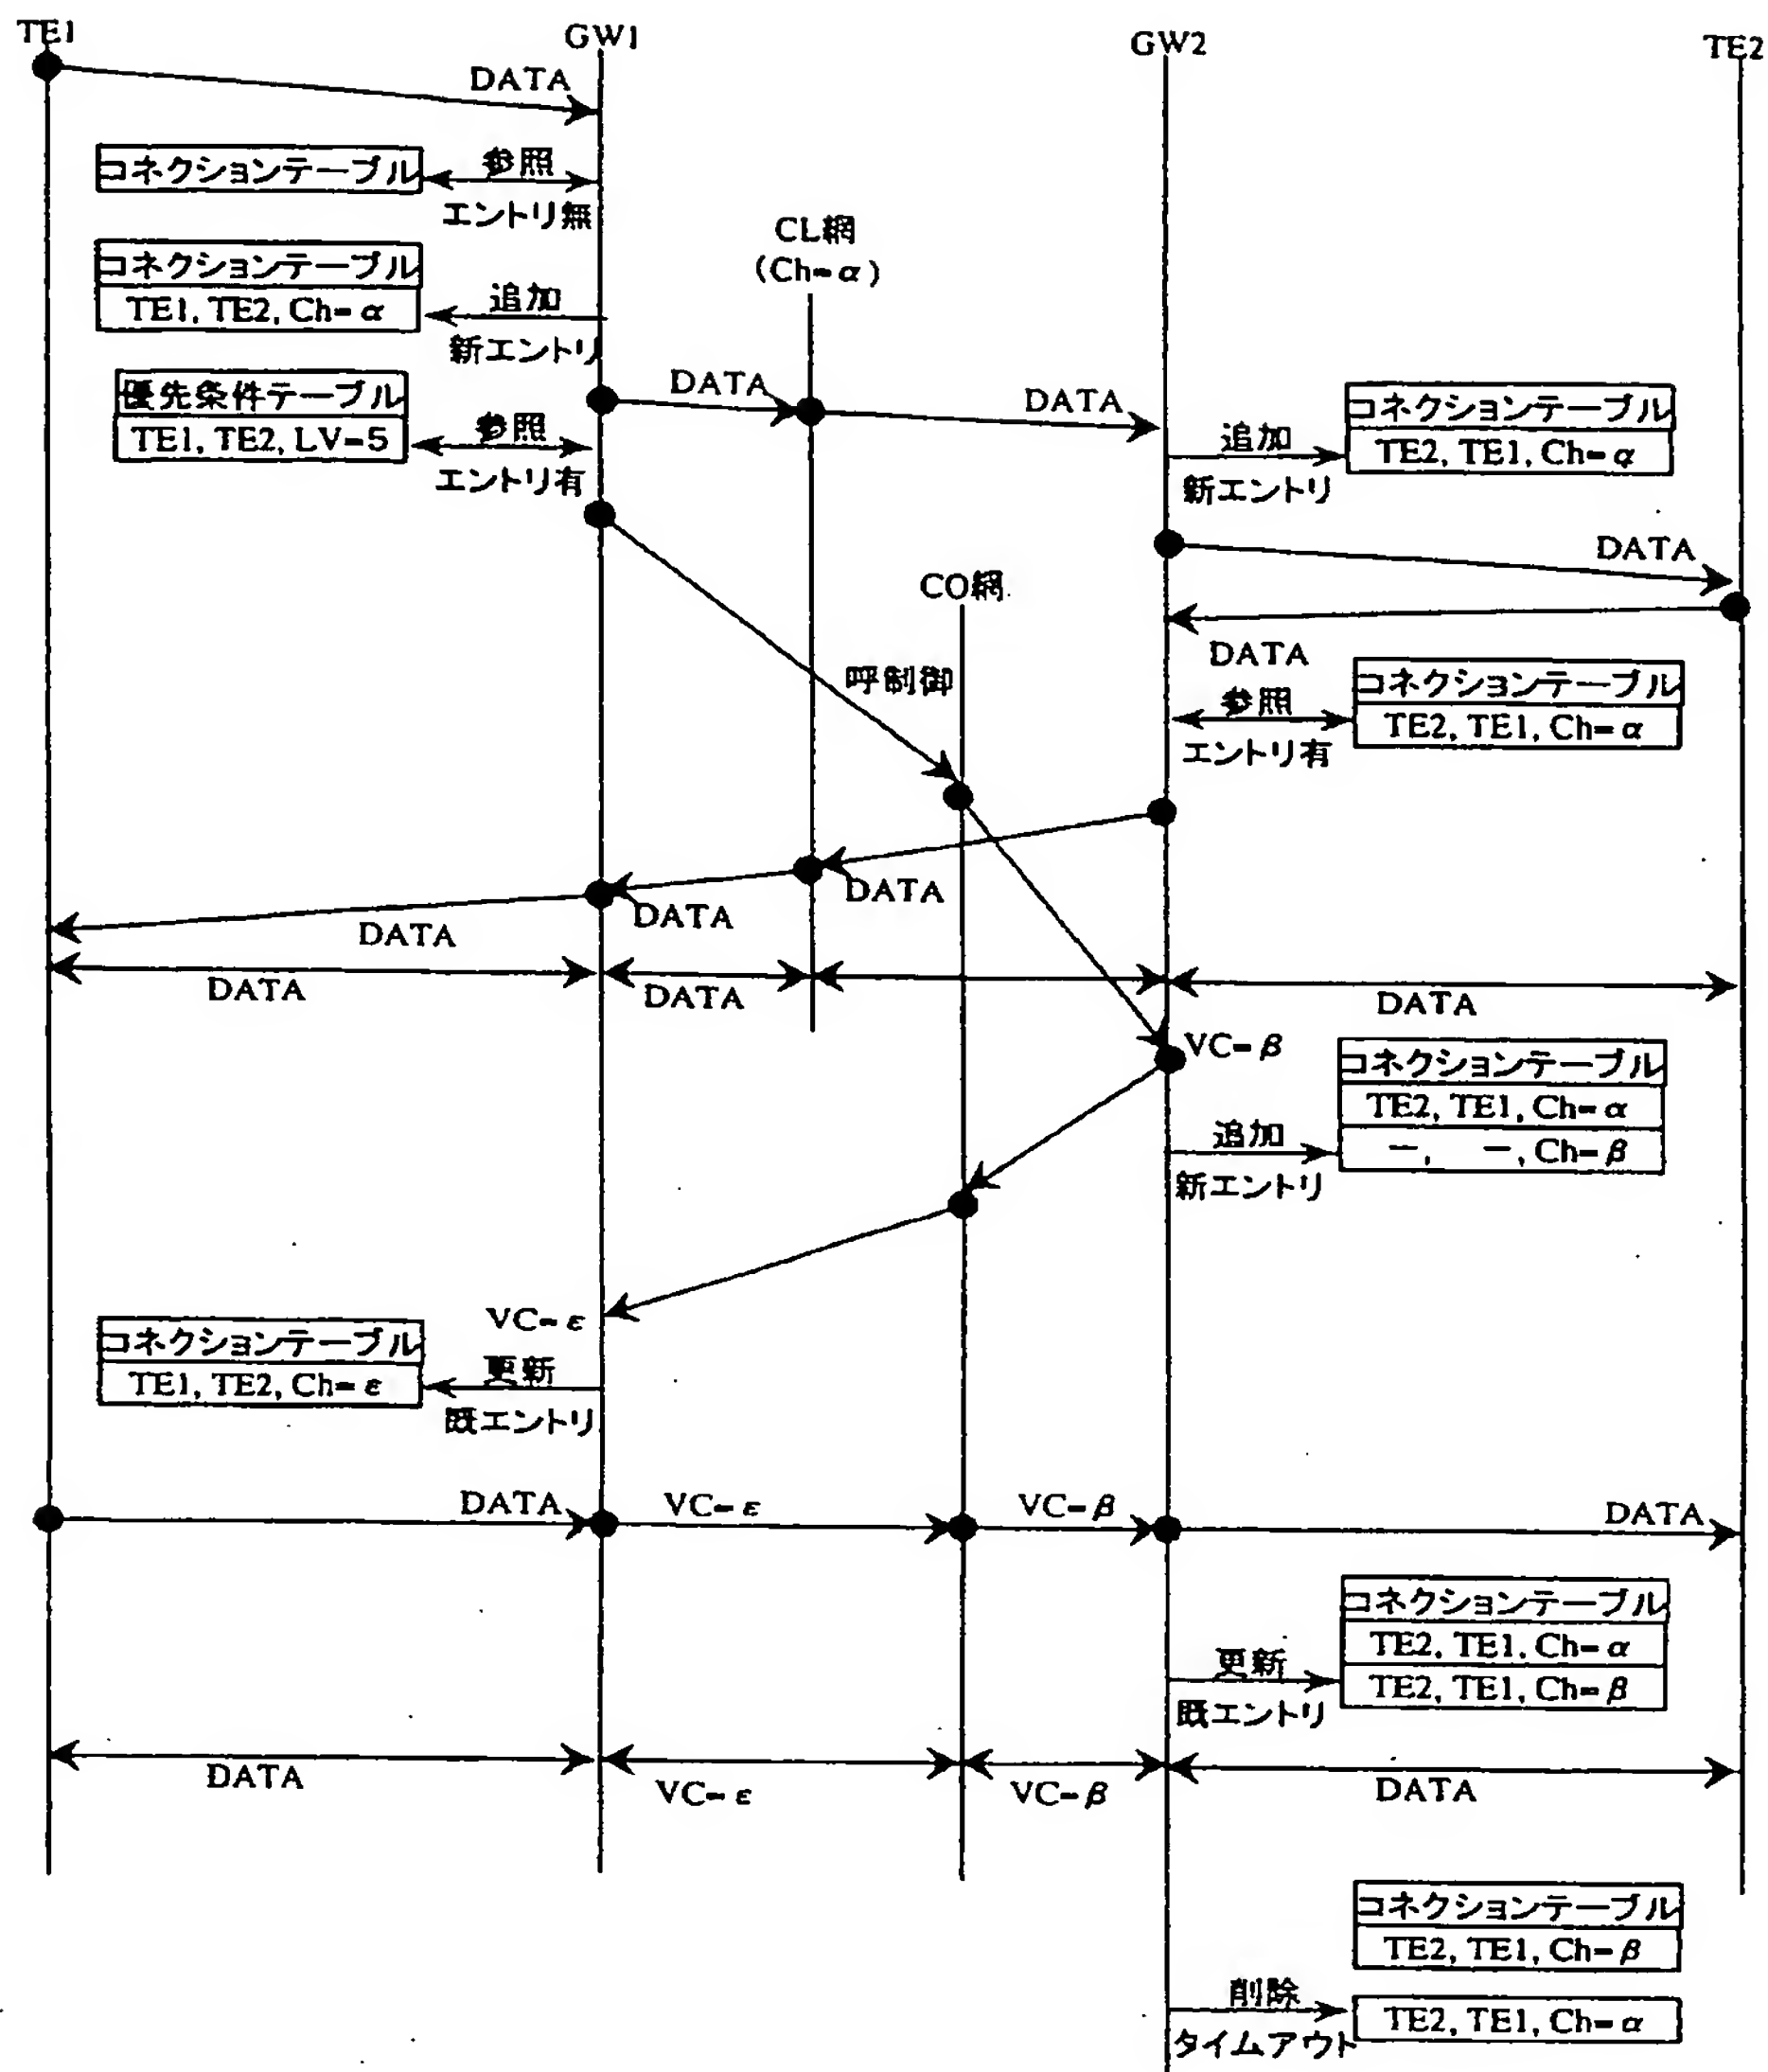 TE1
GW1
GW2
TE2
DATA
コネクションテーブル
参照
エントリ無
CL網
(Ch=α)
コネクションテーブル
TE1, TE2, Ch=α
追加
新エントリ
優先条件テーブル
TE1, TE2, LV=5
参照
エントリ有
DATA
DATA
コネクションテーブル
TE2, TE1, Ch=α
追加
新エントリ
DATA
CO網
DATA
呼制御
コネクションテーブル
TE2, TE1, Ch=α
参照
エントリ有
DATA
DATA
DATA
DATA
DATA
DATA
VC=β
コネクションテーブル
TE2, TE1, Ch=α
－, －, Ch=β
追加
新エントリ
VC=ε
コネクションテーブル
TE1, TE2, Ch=ε
更新
既エントリ
DATA
VC=ε
VC=β
DATA
コネクションテーブル
TE2, TE1, Ch=α
TE2, TE1, Ch=β
更新
既エントリ
DATA
VC=ε
VC=β
DATA
コネクションテーブル
TE2, TE1, Ch=β
削除
タイムアウト
TE2, TE1, Ch=α